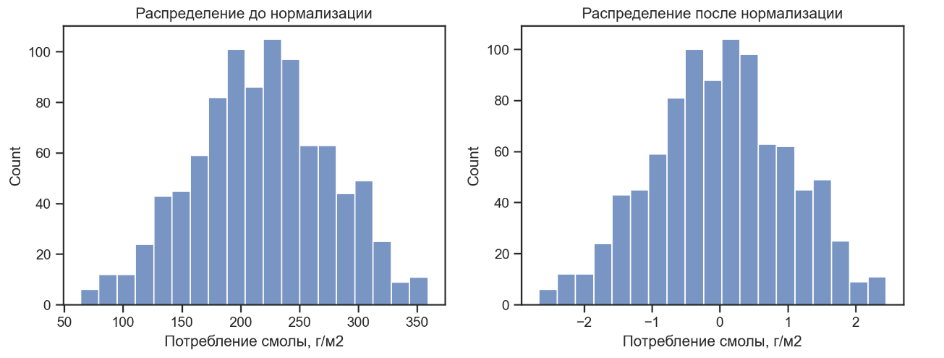 Распределение до нормализации
Count
100
80
60
40
20
0
50 100 150 200 250 300 350
Потребление смолы, г/м2
Распределение после нормализации
Count
100
80
60
40
20
0
−2 −1 0 1 2
Потребление смолы, г/м2